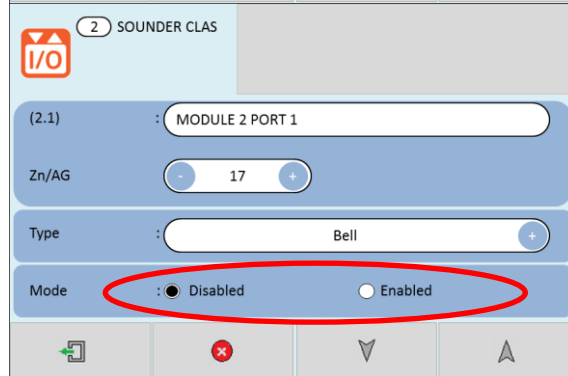 2 SOUNDER CLAS
I/O
(2.1) : MODULE 2 PORT 1
Zn/AG - 17 +
Type : Bell +
Mode : Disabled Enabled